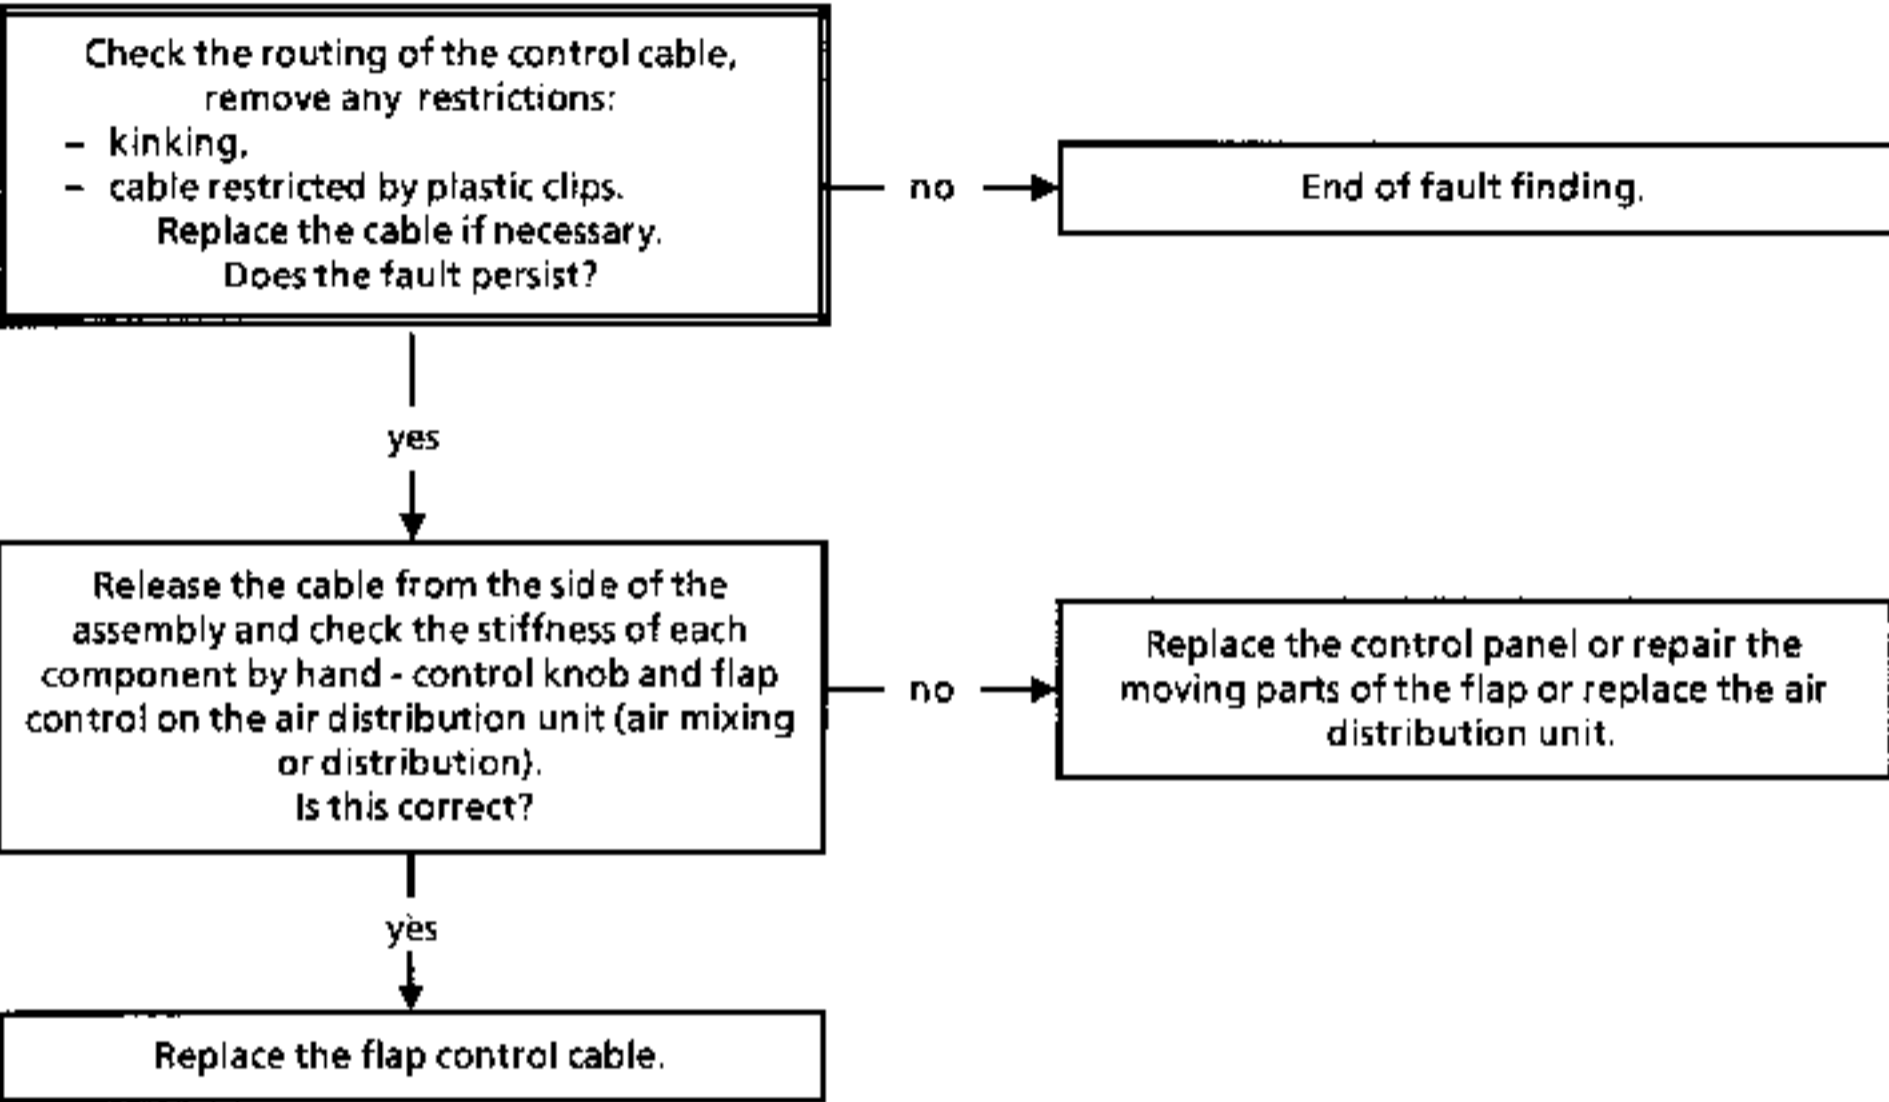 Check the routing of the control cable,
remove any restrictions:
– kinking,
– cable restricted by plastic clips.
Replace the cable if necessary.
Does the fault persist?
no
End of fault finding.
yes
Release the cable from the side of the
assembly and check the stiffness of each
component by hand - control knob and flap
control on the air distribution unit (air mixing
or distribution).
Is this correct?
no
Replace the control panel or repair the
moving parts of the flap or replace the air
distribution unit.
yes
Replace the flap control cable.